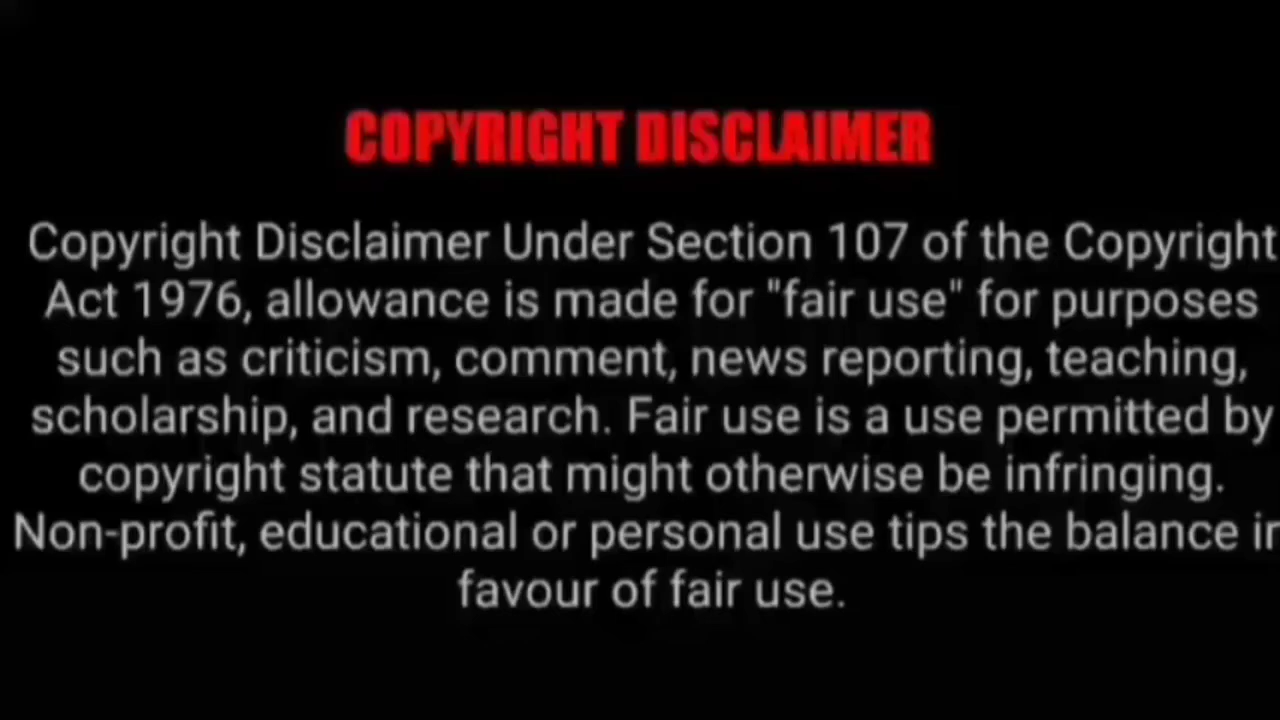 COPYRIGHT DISCLAIMER
Copyright Disclaimer Under Section 107 of the Copyright
Act 1976, allowance is made for "fair use" for purposes
such as criticism, comment, news reporting, teaching,
scholarship, and research. Fair use is a use permitted by
copyright statute that might otherwise be infringing.
Non-profit, educational or personal use tips the balance in
favour of fair use.